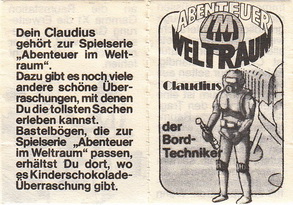 Dein Claudius
gehört zur Spielserie
„Abenteuer im Welt-
raum".
Dazu gibt es noch viele
andere schöne Über-
raschungen, mit denen
Du die tollsten Sachen
erleben kannst.
Bastelbögen, die zur
Spielserie „Abenteuer
im Weltraum" passen,
erhältst Du dort, wo
es Kinderschokolade-
Überraschung gibt.
ABENTEUER
IM
WELTRAUM
Claudius
der
Bord-
Techniker